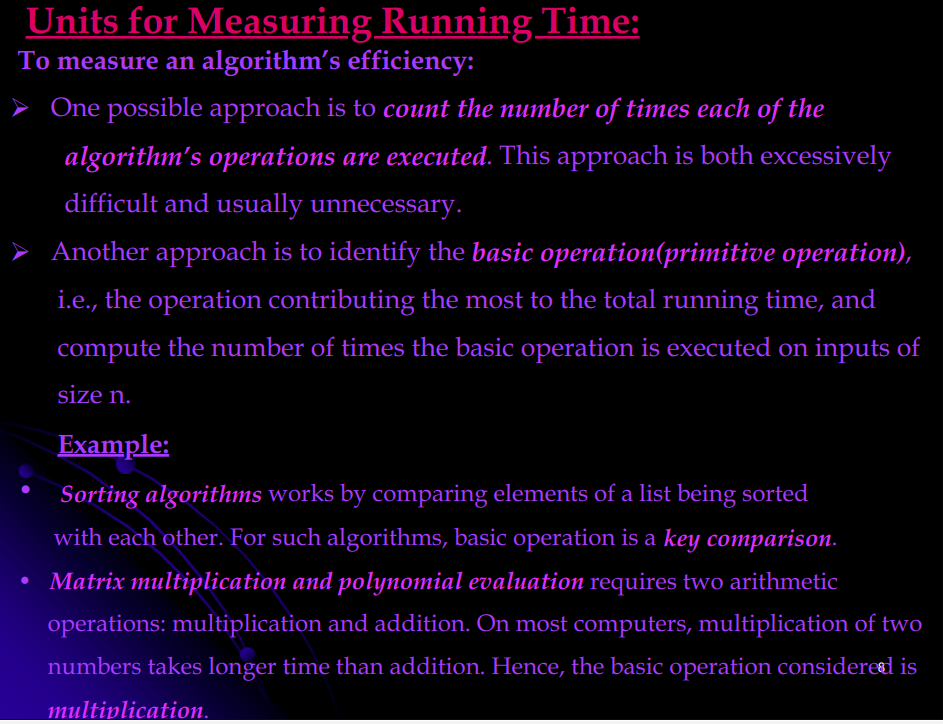 Units for Measuring Running Time:
To measure an algorithm's efficiency:
➢ One possible approach is to count the number of times each of the
algorithm's operations are executed. This approach is both excessively
difficult and usually unnecessary.
➢ Another approach is to identify the basic operation(primitive operation),
i.e., the operation contributing the most to the total running time, and
compute the number of times the basic operation is executed on inputs of
size n.
Example:
• Sorting algorithms works by comparing elements of a list being sorted
with each other. For such algorithms, basic operation is a key comparison.
• Matrix multiplication and polynomial evaluation requires two arithmetic
operations: multiplication and addition. On most computers, multiplication of two
numbers takes longer time than addition. Hence, the basic operation considered is
multiplication.
8